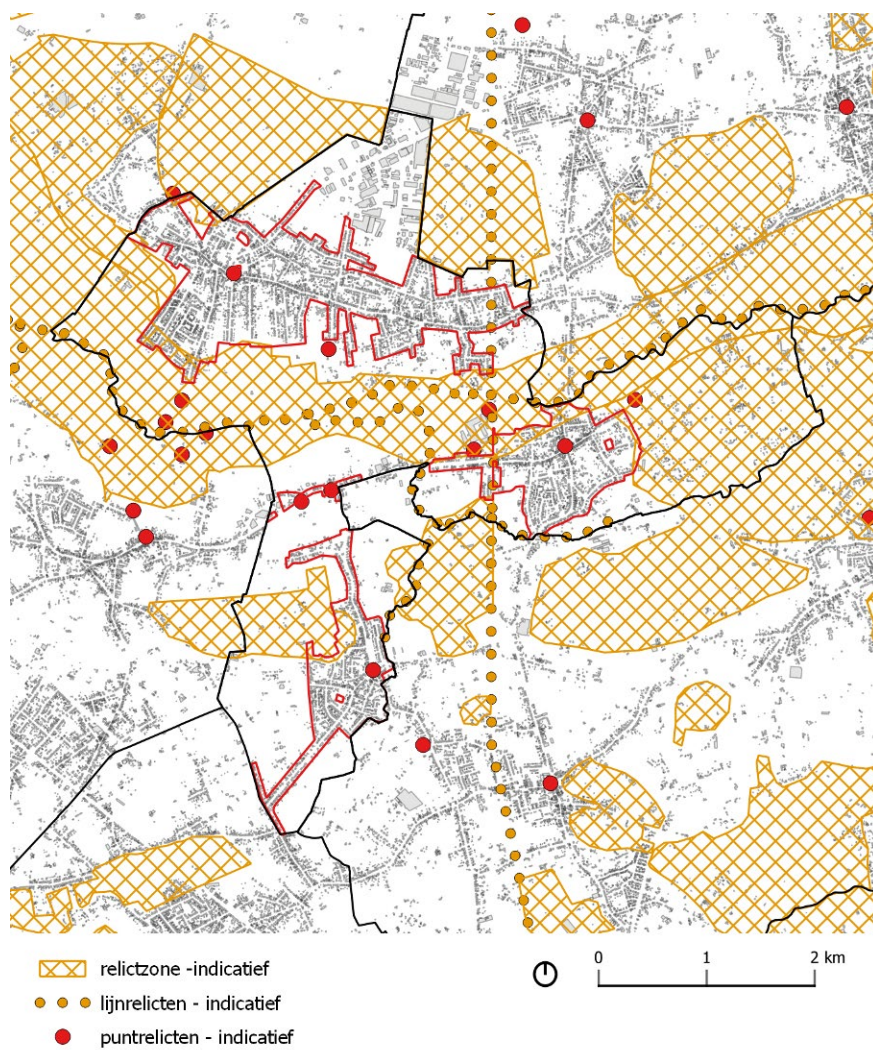 relictzone -indicatief
lijnrelicten - indicatief
puntrelicten - indicatief
0 1 2 km